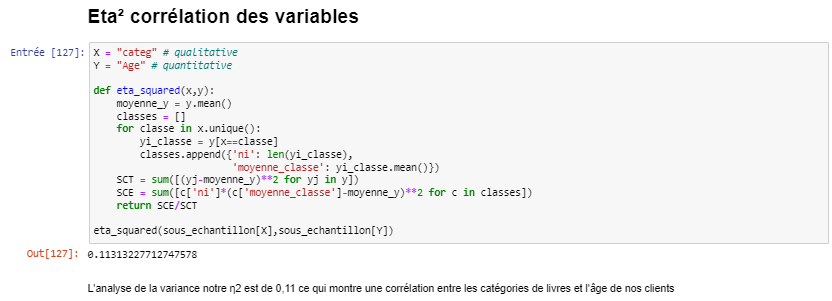 Eta² corrélation des variables
Entrée [127]: X = "categ" # qualitative
Y = "Age" # quantitative
def eta_squared(x,y):
moyenne_y = y.mean()
classes = []
for classe in x.unique():
yi_classe = y[x==classe]
classes.append({'ni': len(yi_classe),
'moyenne_classe': yi_classe.mean()})
SCT = sum([(yj-moyenne_y)**2 for yj in y])
SCE = sum([c['ni']*(c['moyenne_classe']-moyenne_y)**2 for c in classes])
return SCE/SCT
eta_squared(sous_echantillon[X],sous_echantillon[Y])
Out[127]: 0.11313227712747578
L'analyse de la variance notre η2 est de 0,11 ce qui montre une corrélation entre les catégories de livres et l'âge de nos clients